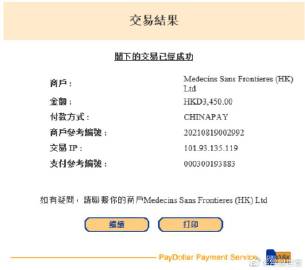 交易結果
閣下的交易已經成功
商戶 : Medecins Sans Frontieres (HK) Ltd
金額 : HKD3,450.00
付款方式 : CHINAPAY
商戶參考編號 : 20210819002992
交易 IP : 101.93.135.119
支付參考編號 : 000300193883
如有疑問，請聯繫你的商戶Medecins Sans Frontieres (HK) Ltd
繼續 打印
PayDollar Payment Service